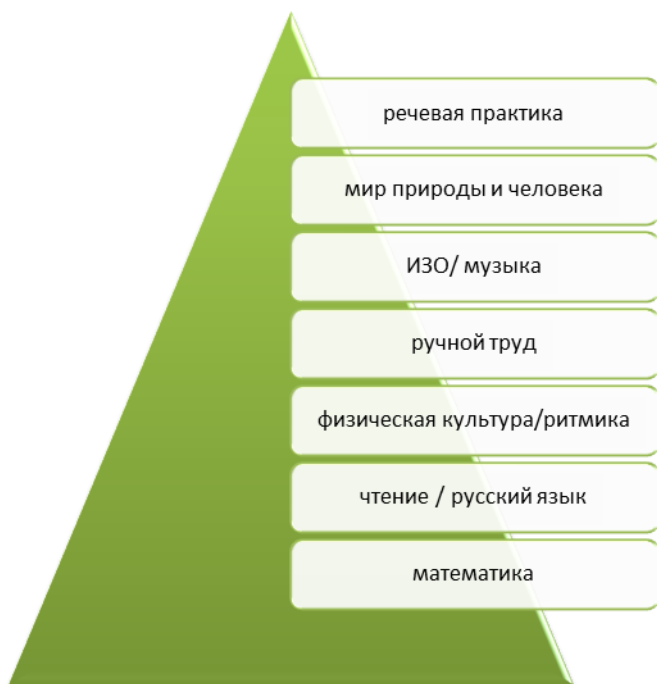 речевая практика
мир природы и человека
ИЗО/ музыка
ручной труд
физическая культура/ритмика
чтение / русский язык
математика